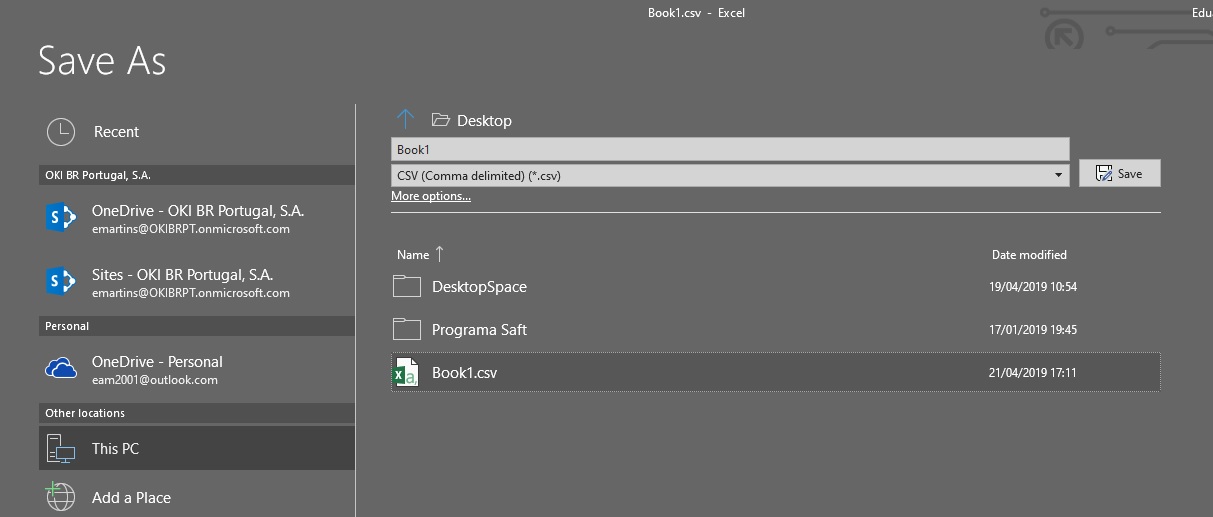 Book1.csv - Excel
Edu
Save As
Recent
OKI BR Portugal, S.A.
OneDrive - OKI BR Portugal, S.A.
emartins@OKIBRPT.onmicrosoft.com
Sites - OKI BR Portugal, S.A.
emartins@OKIBRPT.onmicrosoft.com
Personal
OneDrive - Personal
eam2001@outlook.com
Other locations
This PC
Add a Place
Desktop
Book1
CSV (Comma delimited) (*.csv)
Save
More options...
Name Date modified
DesktopSpace 19/04/2019 10:54
Programa Saft 17/01/2019 19:45
Book1.csv 21/04/2019 17:11